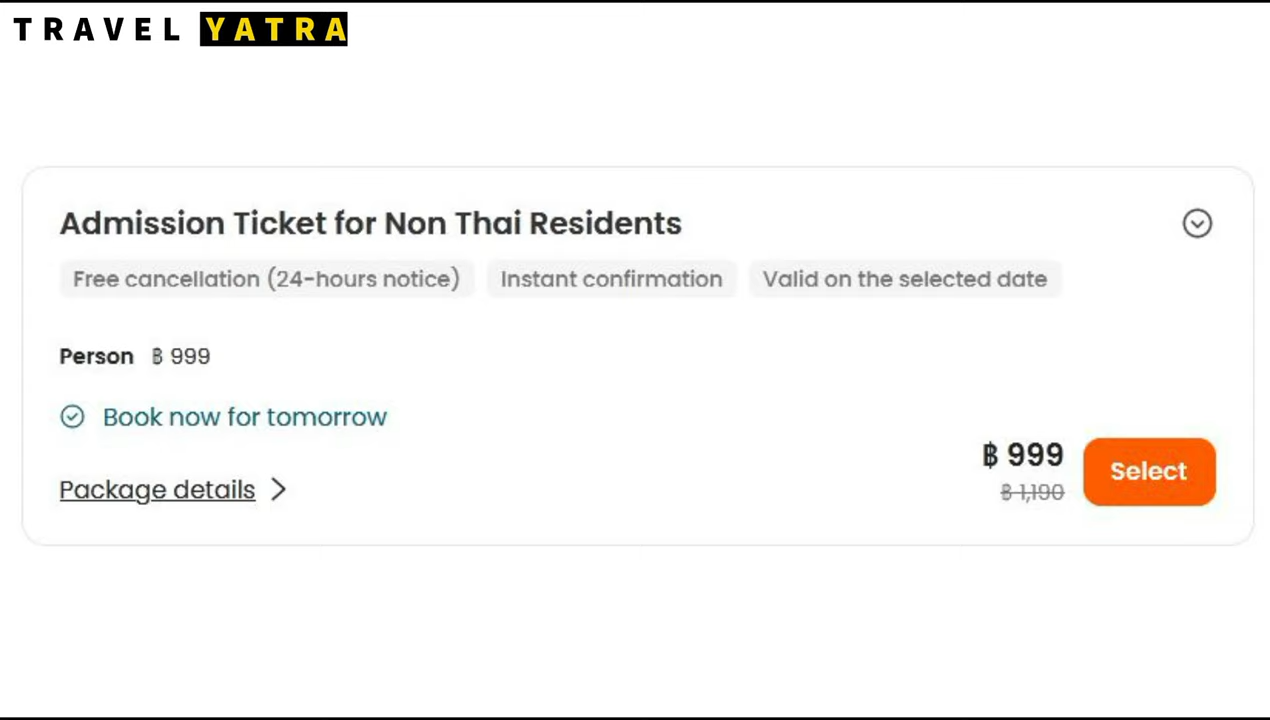 TRAVEL YATRA
Admission Ticket for Non Thai Residents
Free cancellation (24-hours notice) Instant confirmation Valid on the selected date
Person ฿ 999
Book now for tomorrow
฿ 999
Select
฿ 1,190
Package details